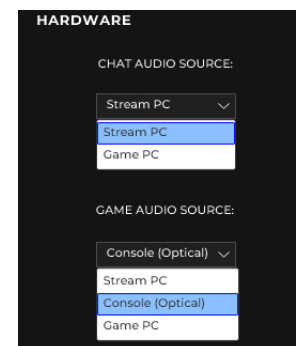 HARDWARE
CHAT AUDIO SOURCE:
Stream PC
Stream PC
Game PC
GAME AUDIO SOURCE:
Console (Optical)
Stream PC
Console (Optical)
Game PC